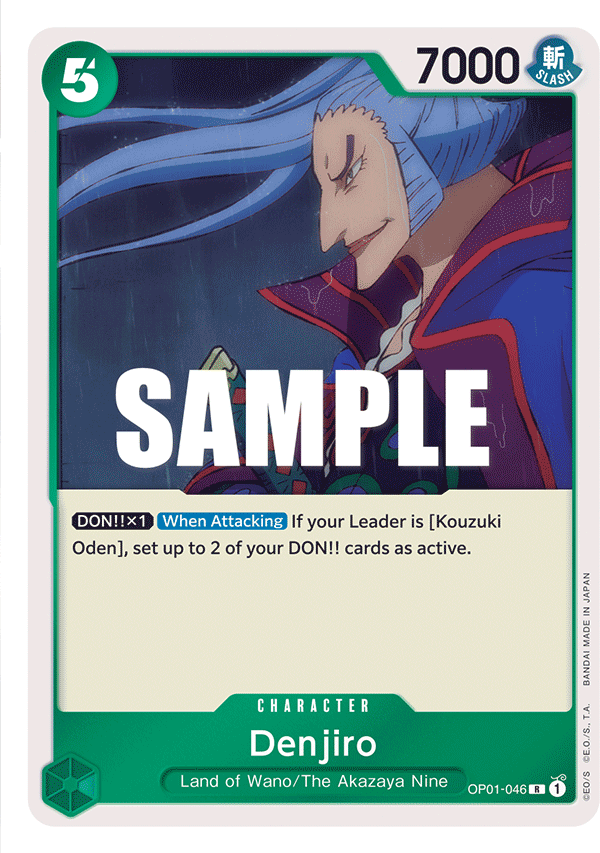 5
7000
斬
SLASH
SAMPLE
DON!!×1 When Attacking If your Leader is [Kouzuki
Oden], set up to 2 of your DON!! cards as active.
CHARACTER
Denjiro
Land of Wano/The Akazaya Nine
OP01-046 R 1
©E.O/S ©E.O./S., T.A. BANDAI MADE IN JAPAN